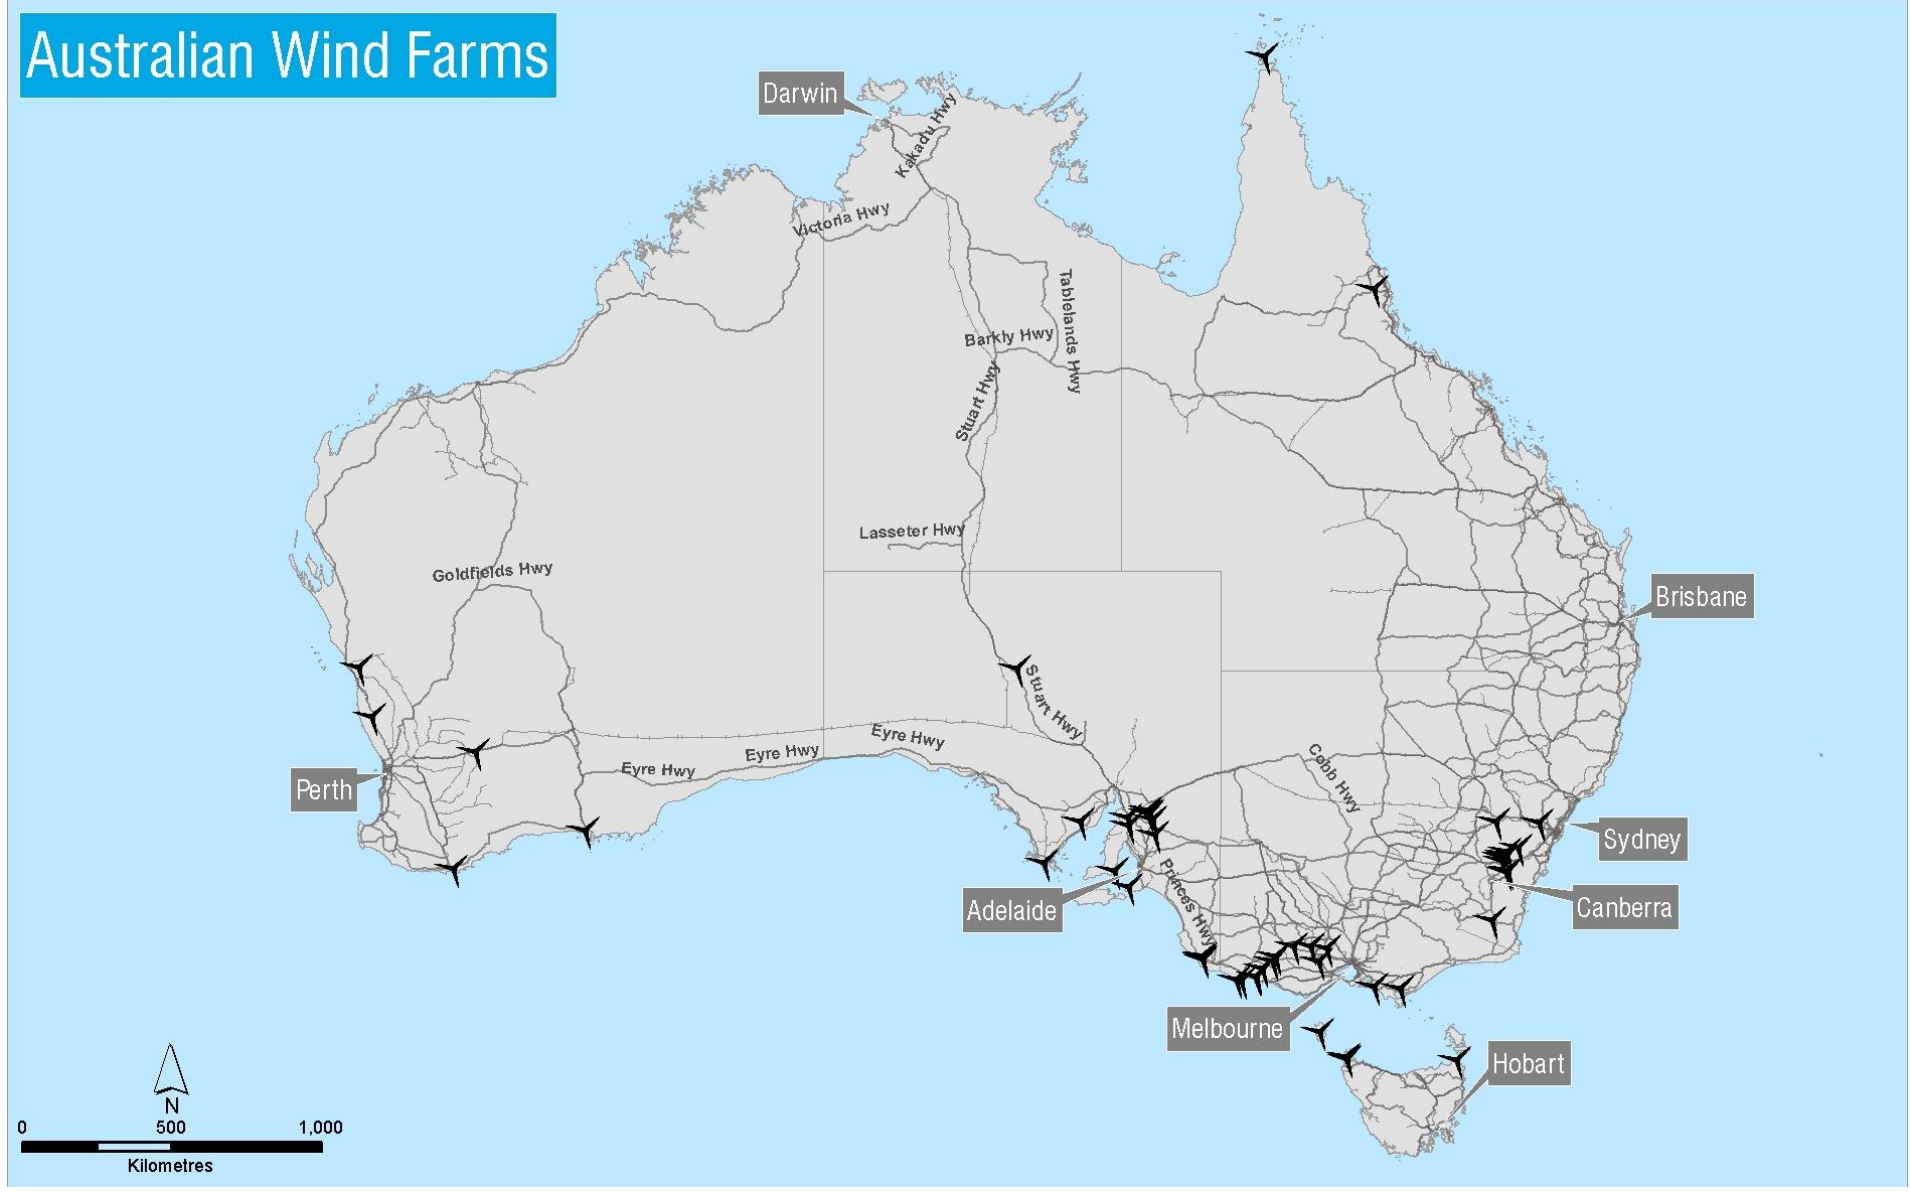 Australian Wind Farms
Darwin
Kakadu Hwy
Victoria Hwy
Tablelands Hwy
Barkly Hwy
Stuart Hwy
Lasseter Hwy
Goldfields Hwy
Brisbane
Stuart Hwy
Eyre Hwy
Eyre Hwy
Eyre Hwy
Cobb Hwy
Perth
Sydney
Princes Hwy
Adelaide
Canberra
Melbourne
Hobart
N
0 500 1,000
Kilometres